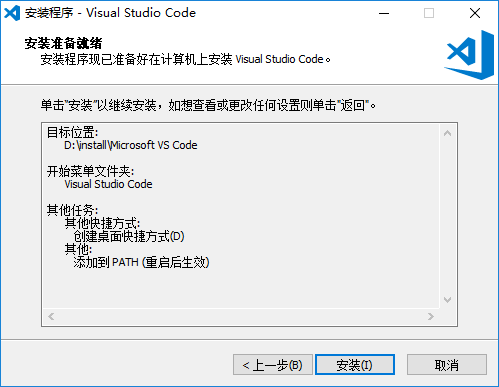 安装程序 - Visual Studio Code
安装准备就绪
安装程序现已准备好在计算机上安装 Visual Studio Code。
单击"安装"以继续安装，如想查看或更改任何设置则单击"返回"。
目标位置:
D:\install\Microsoft VS Code
开始菜单文件夹:
Visual Studio Code
其他任务:
其他快捷方式:
创建桌面快捷方式(D)
其他:
添加到 PATH (重启后生效)
< 上一步(B)
安装(I)
取消